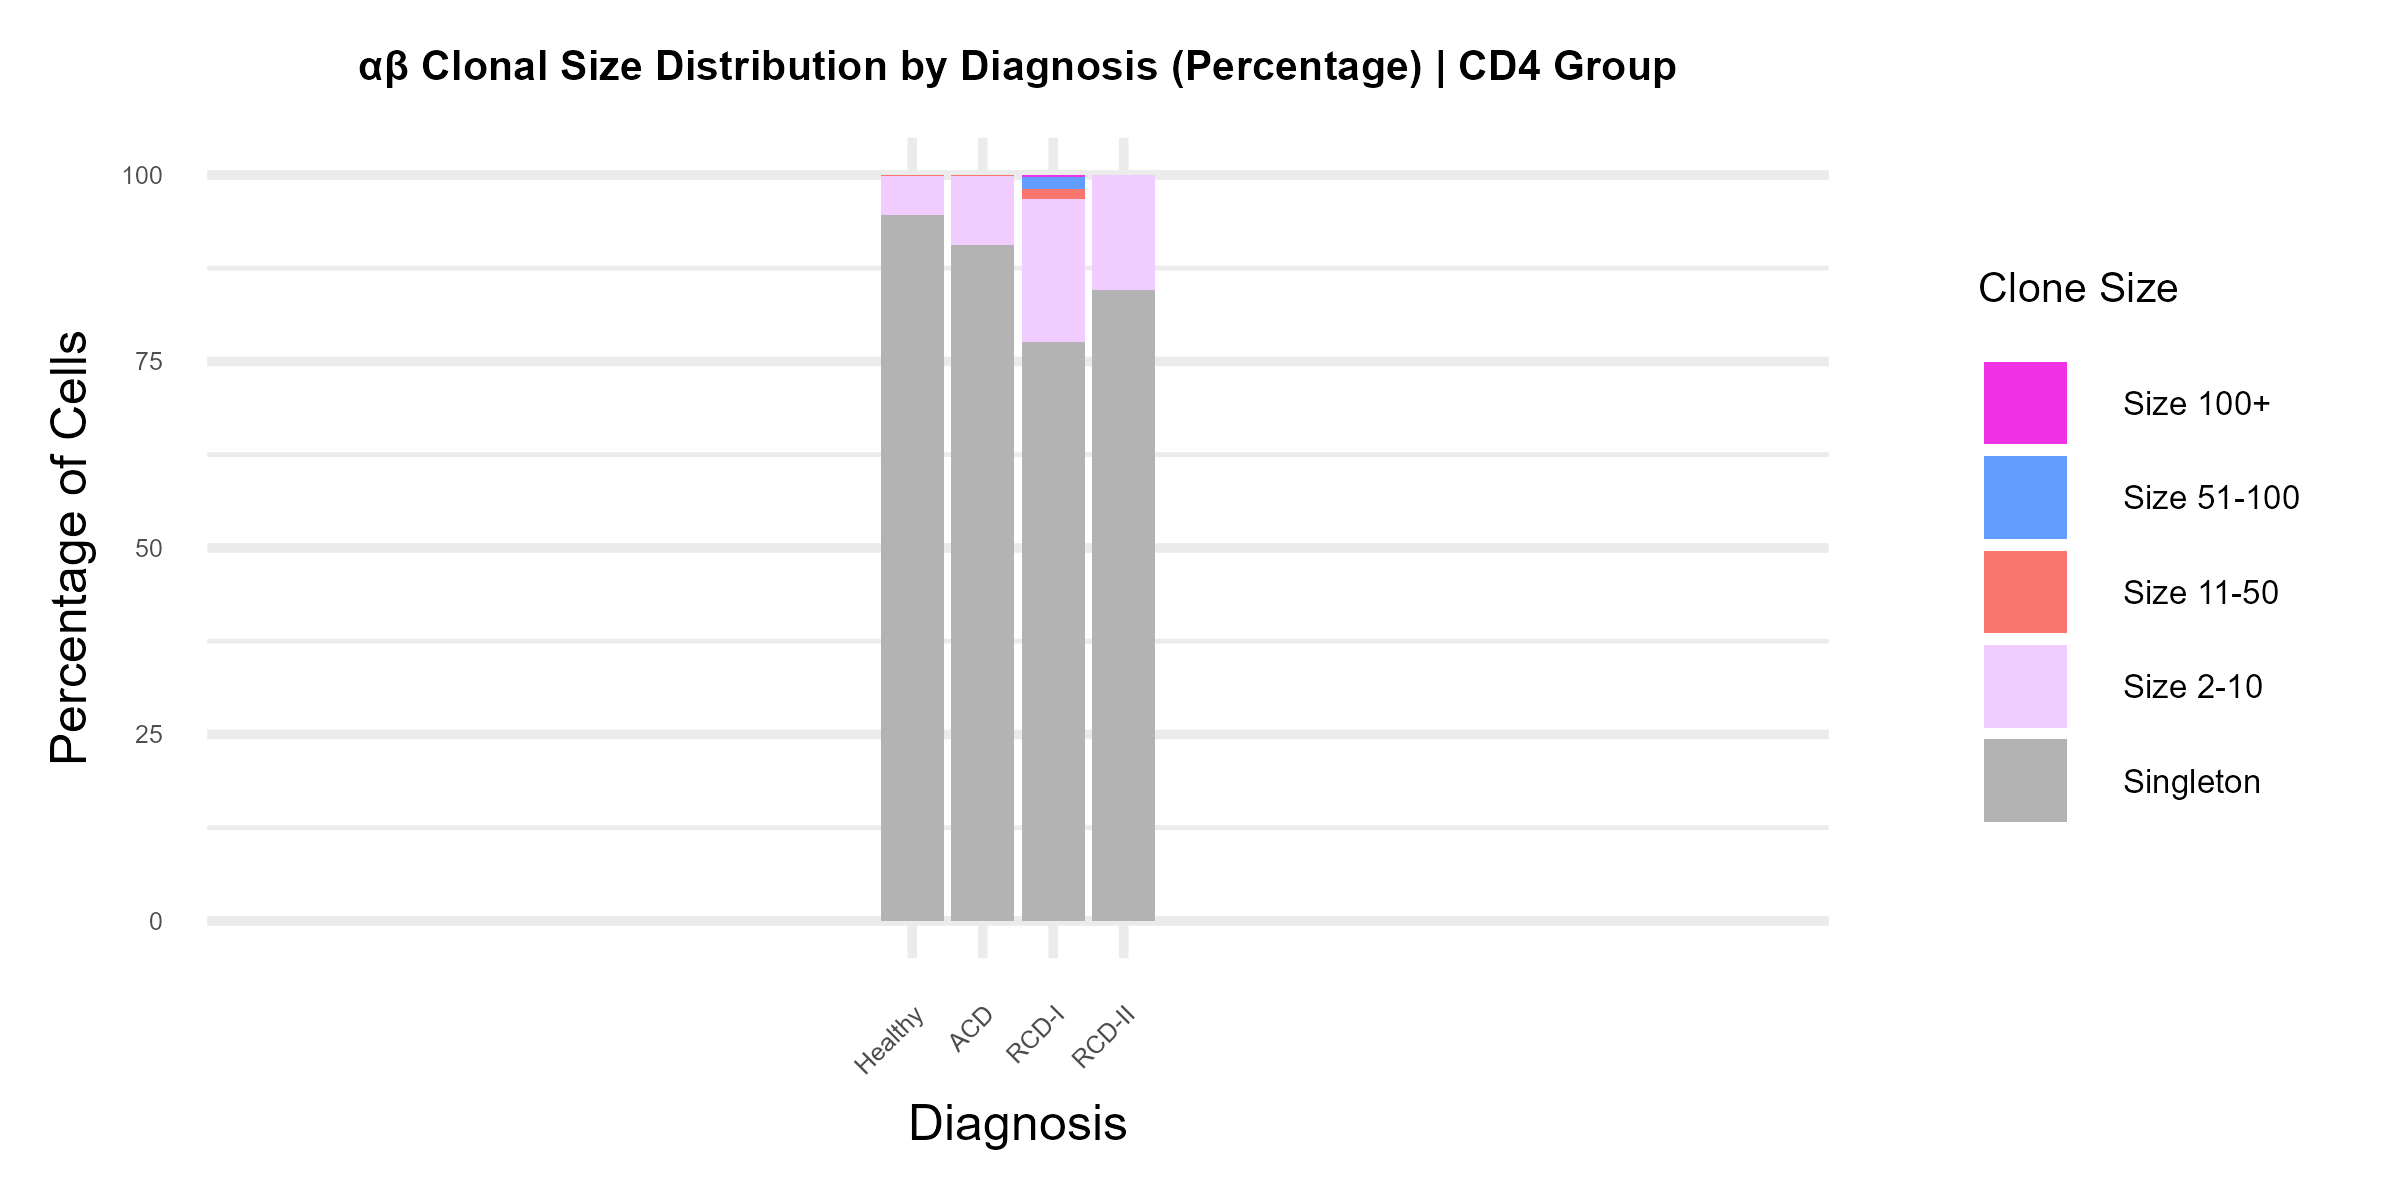 αβ Clonal Size Distribution by Diagnosis (Percentage) | CD4 Group
Percentage of Cells
100
75
50
25
0
Healthy
ACD
RCD-I
RCD-II
Diagnosis
Clone Size
Size 100+
Size 51-100
Size 11-50
Size 2-10
Singleton